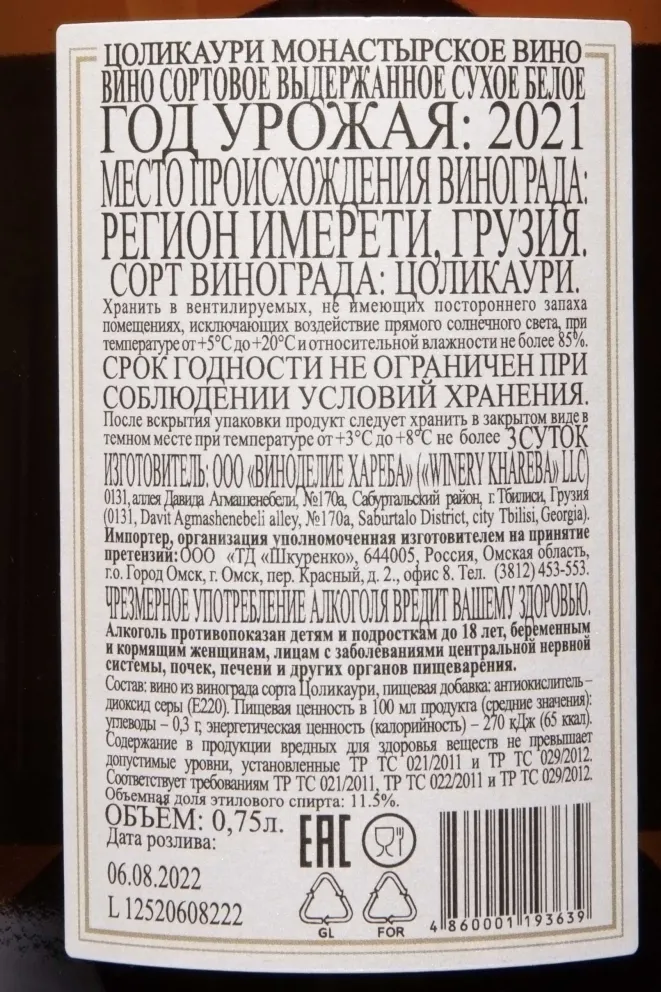 ЦОЛИКАУРИ МОНАСТЫРСКОЕ ВИНО
ВИНО СОРТОВОЕ ВЫДЕРЖАННОЕ СУХОЕ БЕЛОЕ
ГОД УРОЖАЯ: 2021
МЕСТО ПРОИСХОЖДЕНИЯ ВИНОГРАДА:
РЕГИОН ИМЕРЕТИ, ГРУЗИЯ.
СОРТ ВИНОГРАДА: ЦОЛИКАУРИ.
Хранить в вентилируемых, не имеющих постороннего запаха
помещениях, исключающих воздействие прямого солнечного света, при
температуре от +5°С до +20°С и относительной влажности не более 85%.
СРОК ГОДНОСТИ НЕ ОГРАНИЧЕН ПРИ
СОБЛЮДЕНИИ УСЛОВИЙ ХРАНЕНИЯ.
После вскрытия упаковки продукт следует хранить в закрытом виде в
темном месте при температуре от +3°С до +8°С не более 3 СУТОК
ИЗГОТОВИТЕЛЬ: ООО «ВИНОДЕЛИЕ ХАРЕБА» («WINERY KHAREBA» LLC)
0131, аллея Давида Агмашенебели, №170а, Сабурталский район, г. Тбилиси, Грузия
(0131, Davit Agmashenebeli alley, №170a, Saburtalo District, city Tbilisi, Georgia).
Импортер, организация уполномоченная изготовителем на принятие
претензий: ООО «ТД «Шкуренко», 644005, Россия, Омская область,
г.о. Город Омск, г. Омск, пер. Красный, д. 2., офис 8. Тел. (3812) 453-553.
ЧРЕЗМЕРНОЕ УПОТРЕБЛЕНИЕ АЛКОГОЛЯ ВРЕДИТ ВАШЕМУ ЗДОРОВЬЮ.
Алкоголь противопоказан детям и подросткам до 18 лет, беременным
и кормящим женщинам, лицам с заболеваниями центральной нервной
системы, почек, печени и других органов пищеварения.
Состав: вино из винограда сорта Цоликаури, пищевая добавка: антиокислитель –
диоксид серы (Е220). Пищевая ценность в 100 мл продукта (средние значения):
углеводы – 0,3 г, энергетическая ценность (калорийность) – 270 кДж (65 ккал).
Содержание в продукции вредных для здоровья веществ не превышает
допустимые уровни, установленные ТР ТС 021/2011 и ТР ТС 029/2012.
Соответствует требованиям ТР ТС 021/2011, ТР ТС 022/2011 и ТР ТС 029/2012.
Объемная доля этилового спирта: 11.5%.
ОБЪЁМ: 0,75л.
Дата розлива:
06.08.2022
L 12520608222
EAC
GL
FOR
4 860001 193639